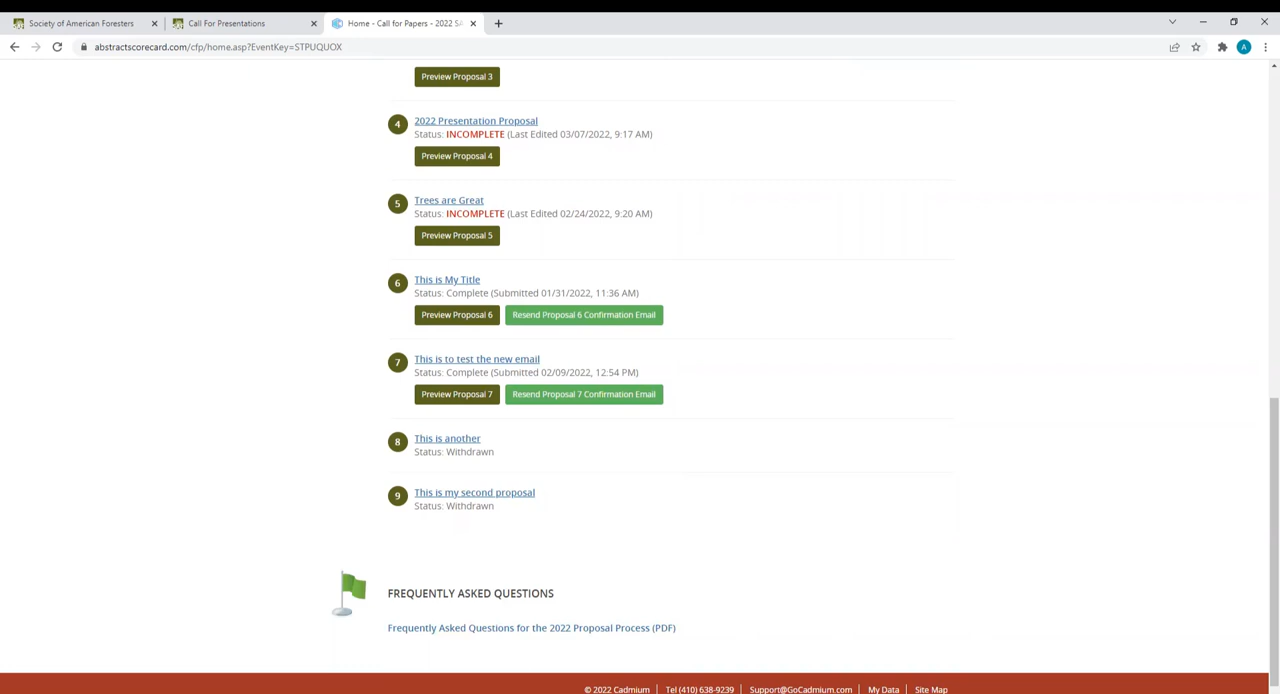 Society of American Foresters
Call For Presentations
Home - Call for Papers - 2022 SA
abstractscorecard.com/cfp/home.asp?EventKey=STPUQUOX
A
Preview Proposal 3
4
2022 Presentation Proposal
Status: INCOMPLETE (Last Edited 03/07/2022, 9:17 AM)
Preview Proposal 4
5
Trees are Great
Status: INCOMPLETE (Last Edited 02/24/2022, 9:20 AM)
Preview Proposal 5
6
This is My Title
Status: Complete (Submitted 01/31/2022, 11:36 AM)
Preview Proposal 6
Resend Proposal 6 Confirmation Email
7
This is to test the new email
Status: Complete (Submitted 02/09/2022, 12:54 PM)
Preview Proposal 7
Resend Proposal 7 Confirmation Email
8
This is another
Status: Withdrawn
9
This is my second proposal
Status: Withdrawn
FREQUENTLY ASKED QUESTIONS
Frequently Asked Questions for the 2022 Proposal Process (PDF)
© 2022 Cadmium | Tel (410) 638-9239 | Support@GoCadmium.com | My Data | Site Map